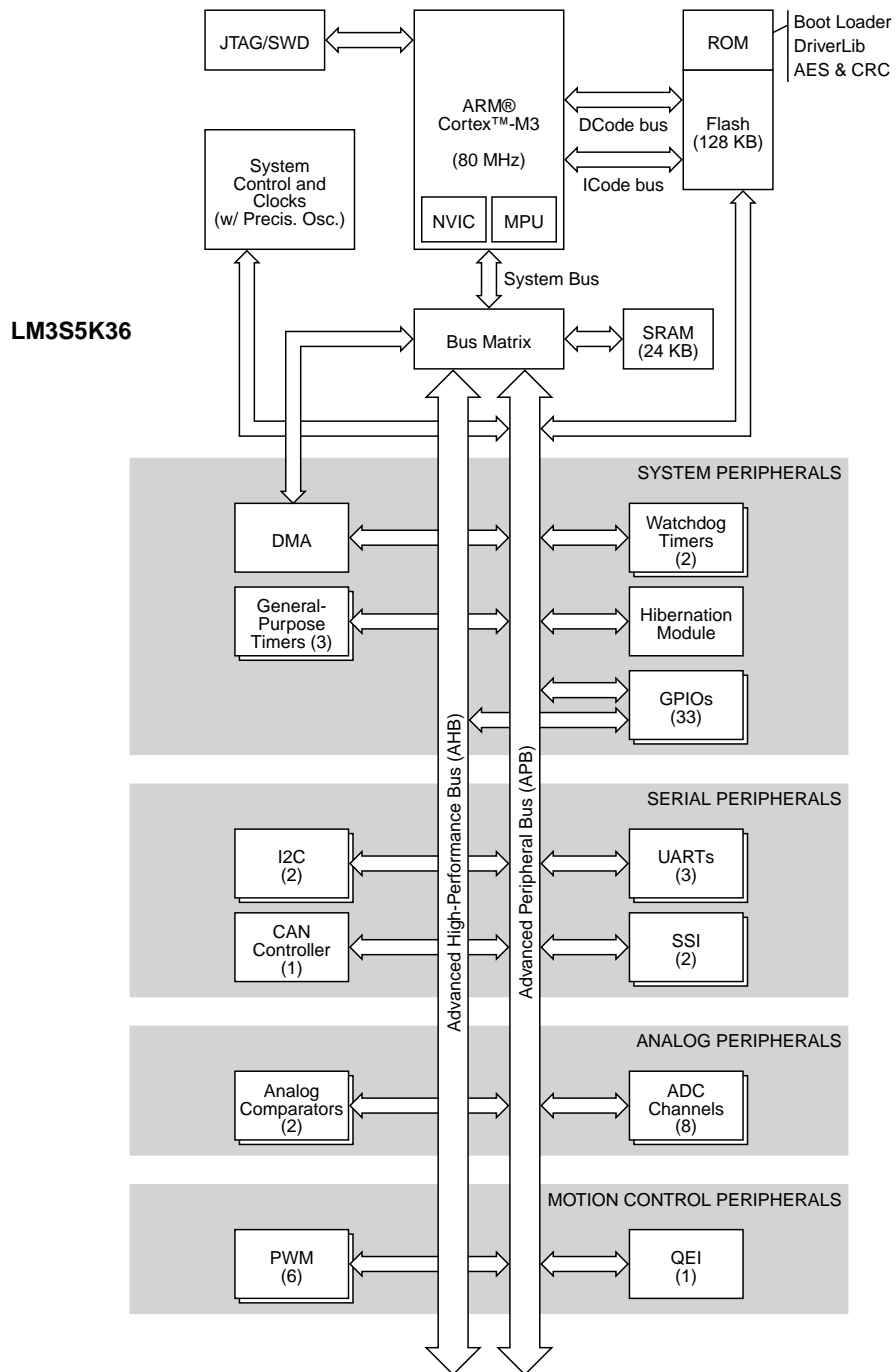 JTAG/SWD
ARM®
Cortex™-M3
(80 MHz)
NVIC
MPU
ROM
Boot Loader
DriverLib
AES & CRC
DCode bus
Flash
(128 KB)
ICode bus
System
Control and
Clocks
(w/ Precis. Osc.)
System Bus
LM3S5K36
Bus Matrix
SRAM
(24 KB)
SYSTEM PERIPHERALS
DMA
Watchdog
Timers
(2)
General-
Purpose
Timers (3)
Hibernation
Module
GPIOs
(33)
Advanced High-Performance Bus (AHB)
Advanced Peripheral Bus (APB)
SERIAL PERIPHERALS
I2C
(2)
UARTs
(3)
CAN
Controller
(1)
SSI
(2)
ANALOG PERIPHERALS
Analog
Comparators
(2)
ADC
Channels
(8)
MOTION CONTROL PERIPHERALS
PWM
(6)
QEI
(1)